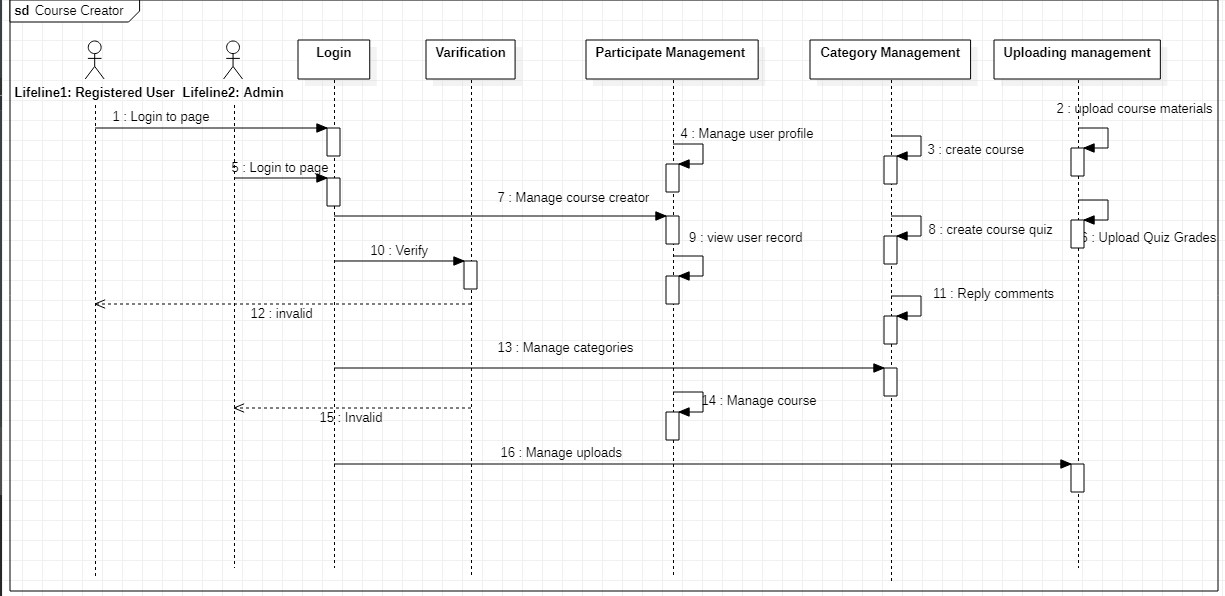 sd Course Creator
Login
Varification
Participate Management
Category Management
Uploading management
Lifeline1: Registered User
Lifeline2: Admin
2 : upload course materials
1 : Login to page
4 : Manage user profile
3 : create course
5 : Login to page
7 : Manage course creator
8 : create course quiz
9 : view user record
6 : Upload Quiz Grades
10 : Verify
11 : Reply comments
12 : invalid
13 : Manage categories
14 : Manage course
15 : Invalid
16 : Manage uploads